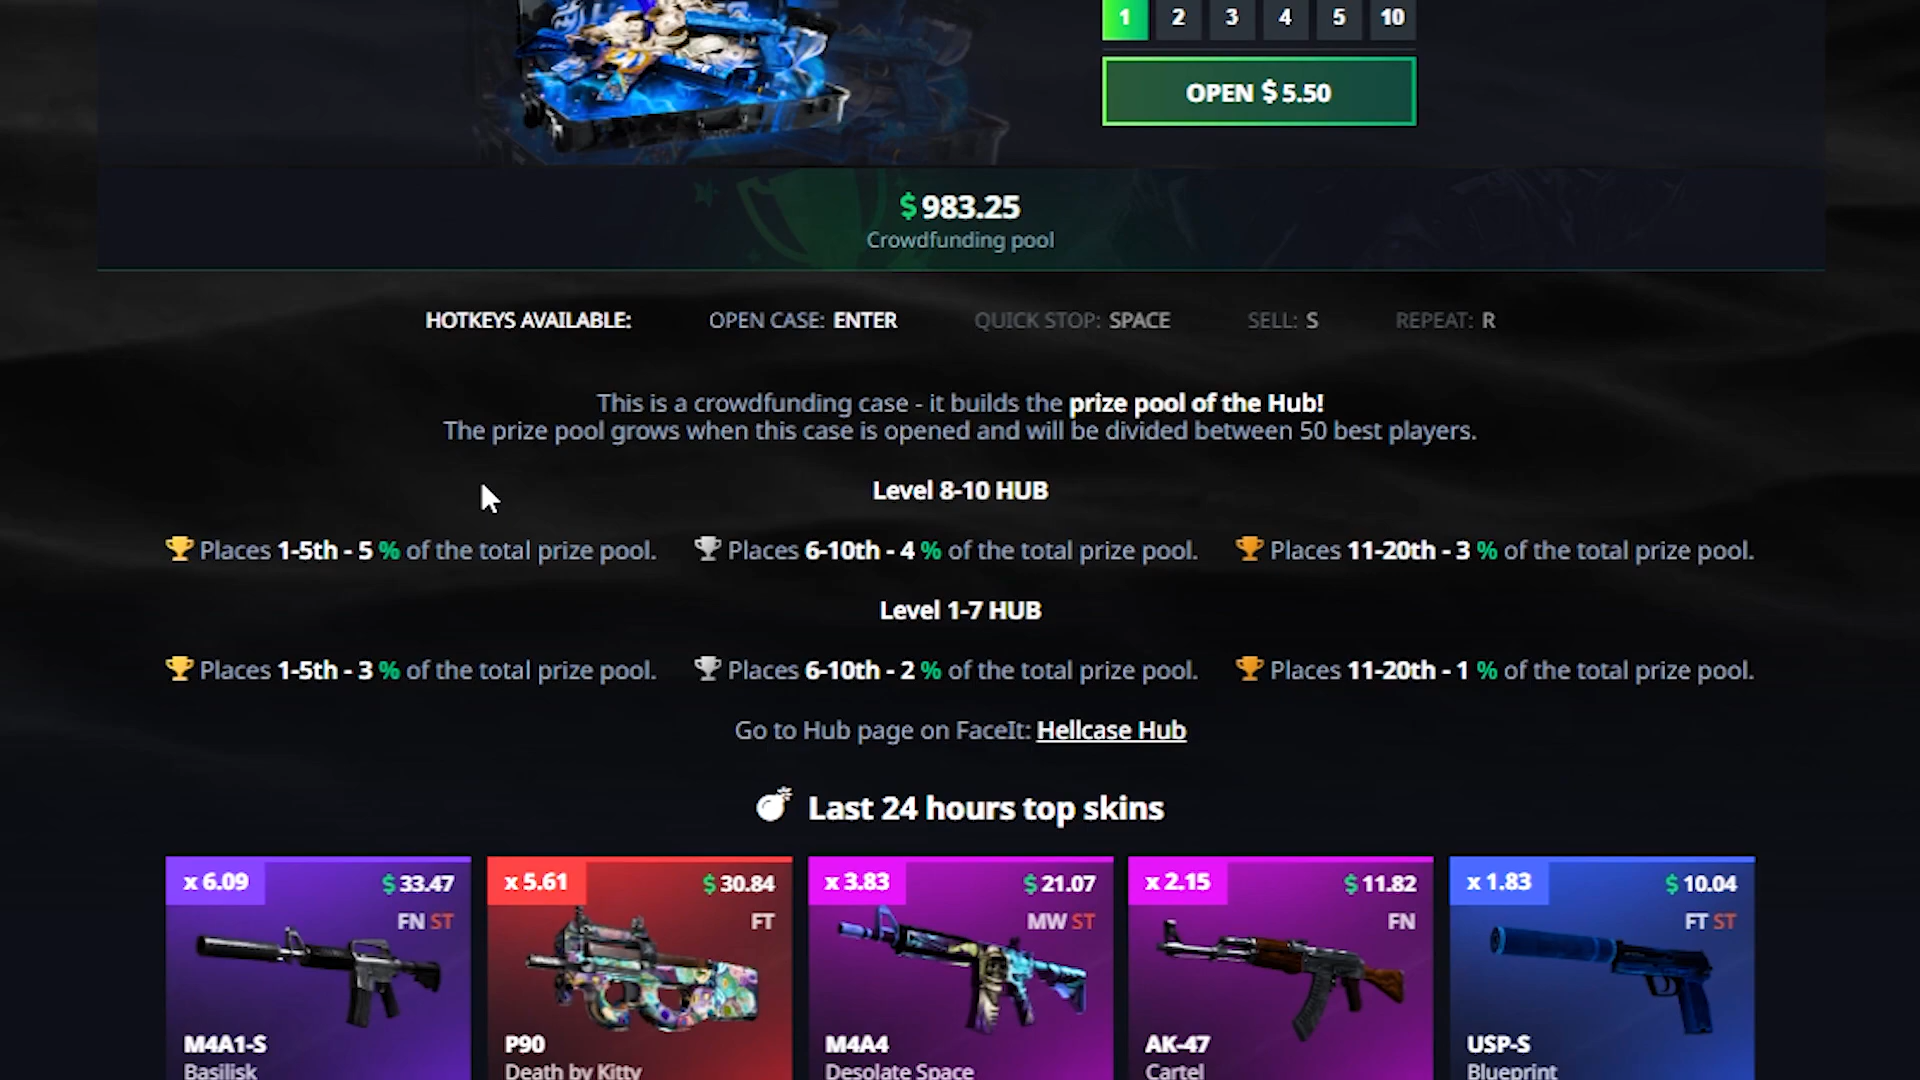 1 2 3 4 5 10
OPEN $ 5.50
$ 983.25
Crowdfunding pool
HOTKEYS AVAILABLE: OPEN CASE: ENTER QUICK STOP: SPACE SELL: S REPEAT: R
This is a crowdfunding case - it builds the prize pool of the Hub!
The prize pool grows when this case is opened and will be divided between 50 best players.
Level 8-10 HUB
Places 1-5th - 5 % of the total prize pool. Places 6-10th - 4 % of the total prize pool. Places 11-20th - 3 % of the total prize pool.
Level 1-7 HUB
Places 1-5th - 3 % of the total prize pool. Places 6-10th - 2 % of the total prize pool. Places 11-20th - 1 % of the total prize pool.
Go to Hub page on FaceIt: Hellcase Hub
Last 24 hours top skins
x 6.09 $ 33.47
FN ST
M4A1-S
Basilisk
x 5.61 $ 30.84
FT
P90
Death by Kitty
x 3.83 $ 21.07
MW ST
M4A4
Desolate Space
x 2.15 $ 11.82
FN
AK-47
Cartel
x 1.83 $ 10.04
FT ST
USP-S
Blueprint